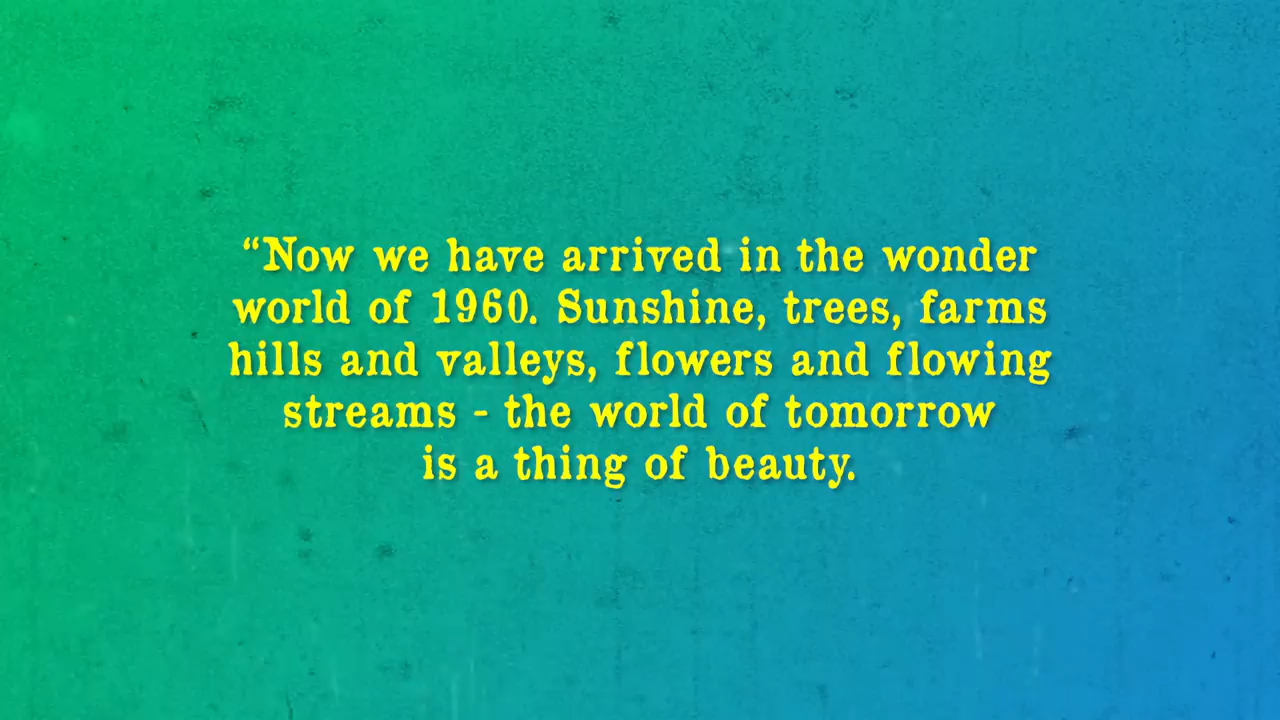 “Now we have arrived in the wonder
world of 1960. Sunshine, trees, farms
hills and valleys, flowers and flowing
streams - the world of tomorrow
is a thing of beauty.